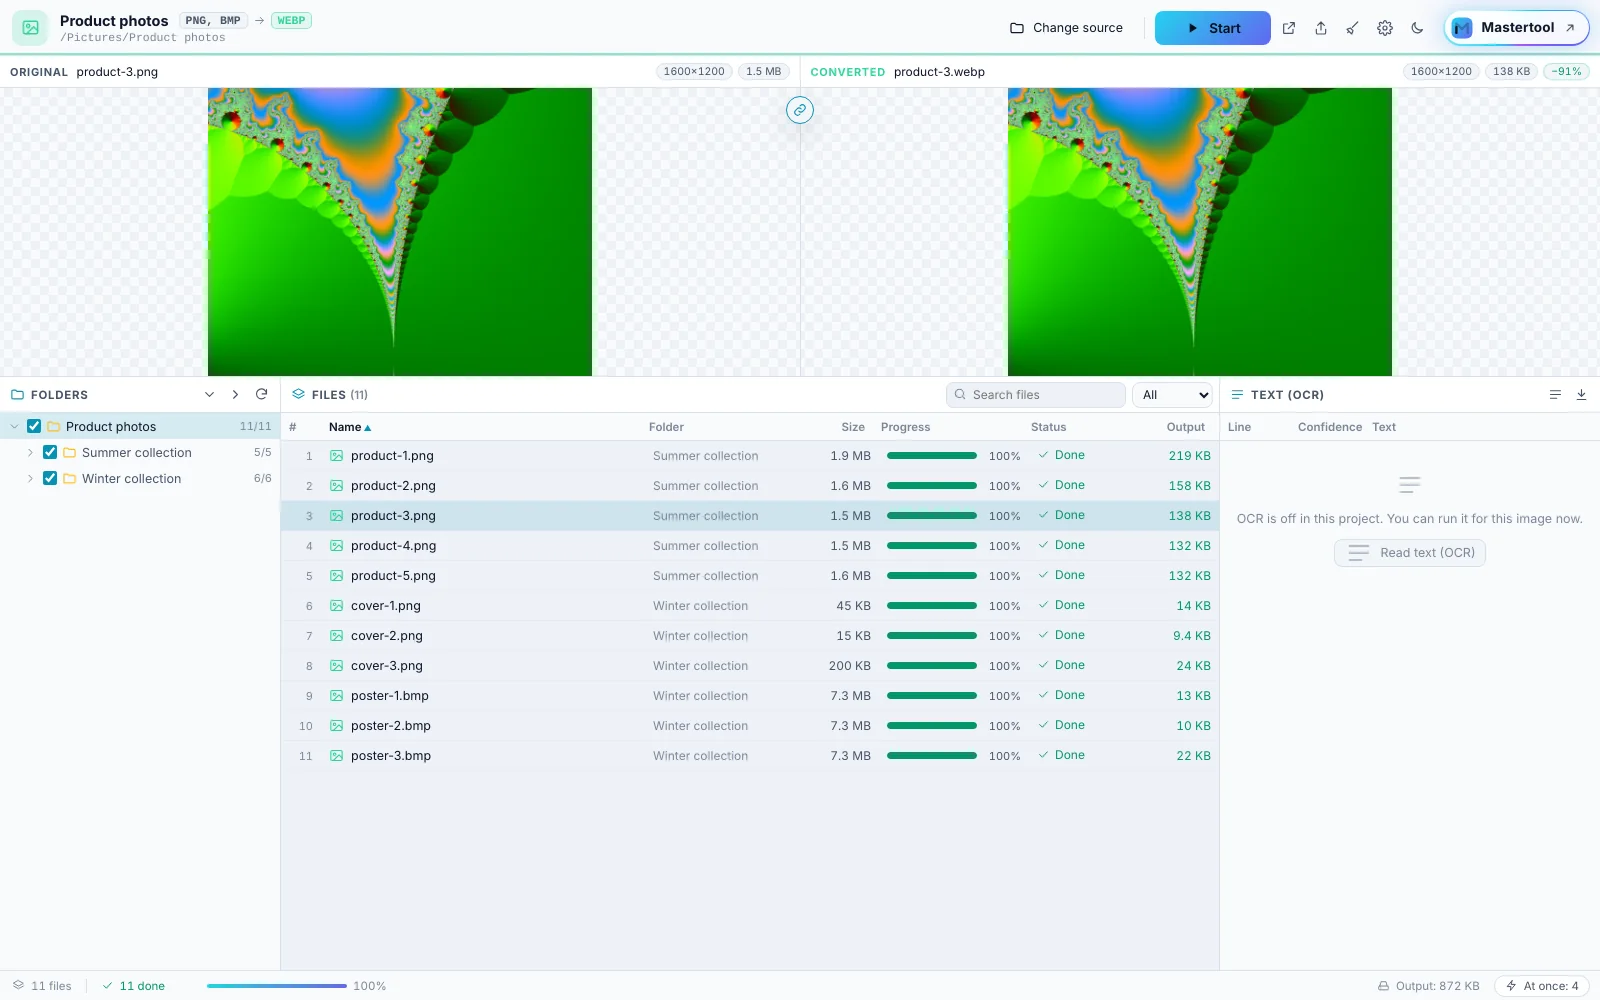 Product photos PNG, BMP → WEBP
/Pictures/Product photos
Change source
Start
Mastertool
ORIGINAL product-3.png 1600×1200 1.5 MB
CONVERTED product-3.webp 1600×1200 138 KB −91%
FOLDERS
Product photos 11/11
Summer collection 5/5
Winter collection 6/6
FILES (11) Search files All
# Name Folder Size Progress Status Output
1 product-1.png Summer collection 1.9 MB 100% Done 219 KB
2 product-2.png Summer collection 1.6 MB 100% Done 158 KB
3 product-3.png Summer collection 1.5 MB 100% Done 138 KB
4 product-4.png Summer collection 1.5 MB 100% Done 132 KB
5 product-5.png Summer collection 1.6 MB 100% Done 132 KB
6 cover-1.png Winter collection 45 KB 100% Done 14 KB
7 cover-2.png Winter collection 15 KB 100% Done 9.4 KB
8 cover-3.png Winter collection 200 KB 100% Done 24 KB
9 poster-1.bmp Winter collection 7.3 MB 100% Done 13 KB
10 poster-2.bmp Winter collection 7.3 MB 100% Done 10 KB
11 poster-3.bmp Winter collection 7.3 MB 100% Done 22 KB
TEXT (OCR)
Line Confidence Text
OCR is off in this project. You can run it for this image now.
Read text (OCR)
11 files 11 done 100%
Output: 872 KB At once: 4